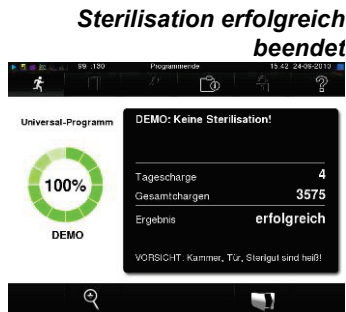 Sterilisation erfolgreich
beendet
Programmende
15:42 24-09-2013
Universal-Programm
DEMO: Keine Sterilisation!
Tagescharge 4
100%
Gesamtchargen 3575
Ergebnis erfolgreich
DEMO
VORSICHT: Kammer, Tür, Sterilgut sind heiß!